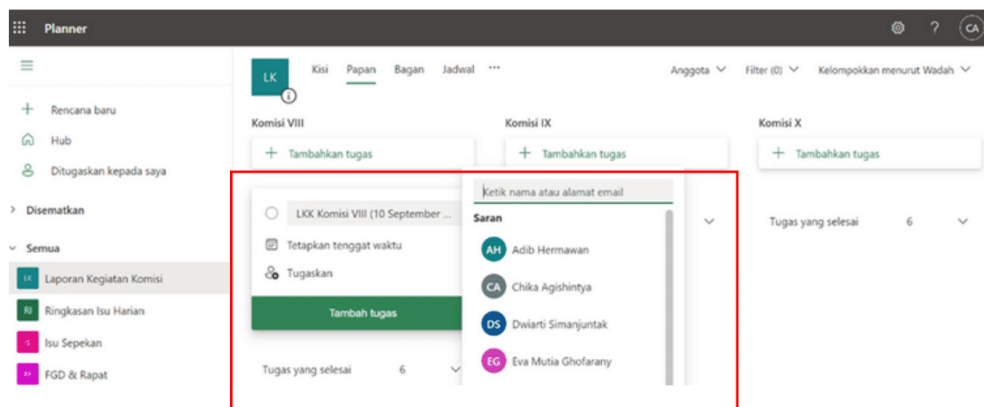 Planner
?
CA
LK
Kisi Papan Bagan Jadwal ...
Anggota Filter (0) Kelompokkan menurut Wadah
Rencana baru
Hub
Ditugaskan kepada saya
Disematkan
Semua
LK Laporan Kegiatan Komisi
RI Ringkasan Isu Harian
Isu Sepekan
FGD & Rapat
Komisi VIII
Tambahkan tugas
LKK Komisi VIII (10 September ...
Tetapkan tenggat waktu
Tugaskan
Tambah tugas
Tugas yang selesai 6
Komisi IX
Tambahkan tugas
Ketik nama atau alamat email
Saran
AH Adib Hermawan
CA Chika Agishintya
DS Dwiarti Simanjuntak
EG Eva Mutia Ghofarany
Komisi X
Tambahkan tugas
Tugas yang selesai 6